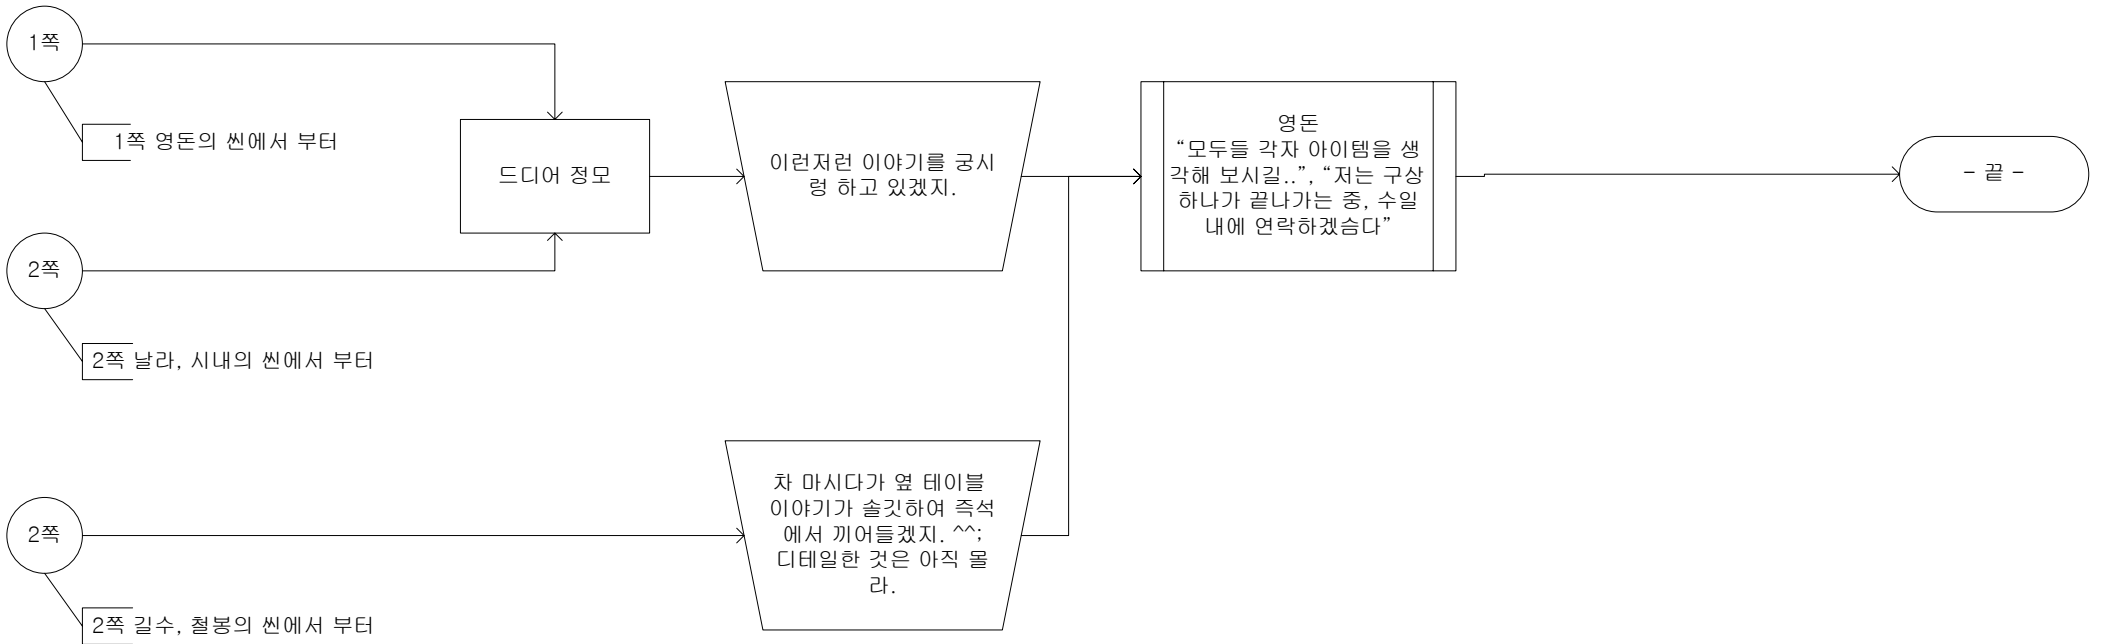 1쪽
1쪽 영돈의 씬에서 부터
드디어 정모
이런저런 이야기를 궁시
렁 하고 있겠지.
영돈
“모두들 각자 아이템을 생
각해 보시길..”, “저는 구상
하나가 끝나가는 중, 수일
내에 연락하겠슴다”
- 끝 -
2쪽
2쪽 날라, 시내의 씬에서 부터
2쪽
2쪽 길수, 철봉의 씬에서 부터
차 마시다가 옆 테이블
이야기가 솔깃하여 즉석
에서 끼어들겠지. ^^;
디테일한 것은 아직 몰
라.